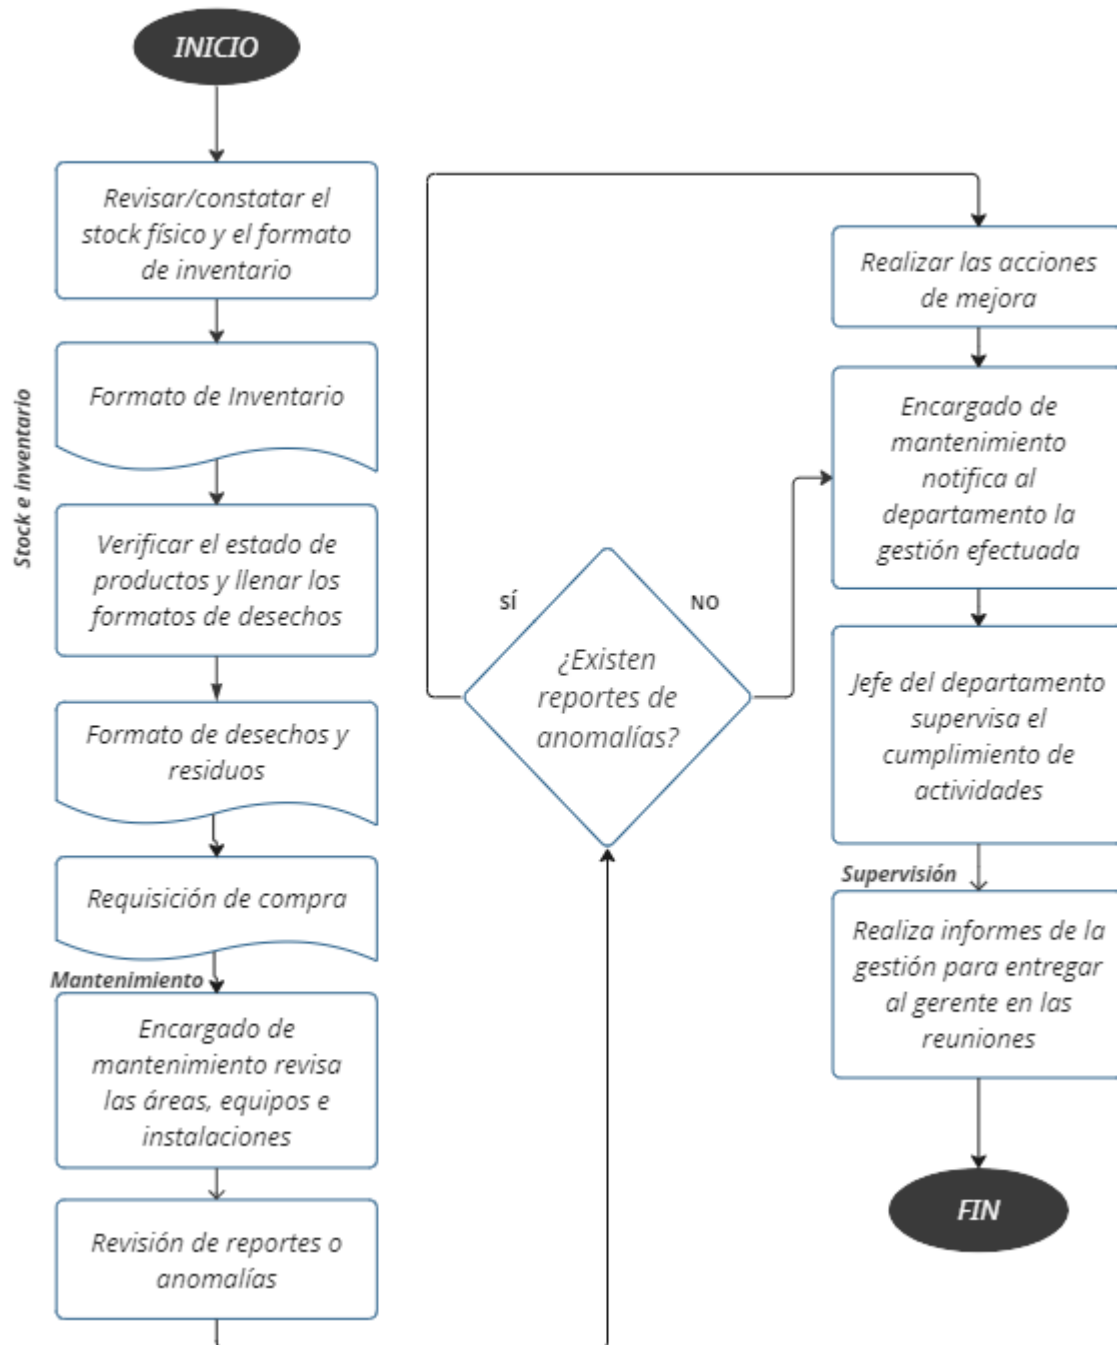 INICIO
Revisar/constatar el
stock físico y el formato
de inventario
Stock e inventario
Formato de Inventario
Verificar el estado de
productos y llenar los
formatos de desechos
Formato de desechos y
residuos
Requisición de compra
Mantenimiento
Encargado de
mantenimiento revisa
las áreas, equipos e
instalaciones
Revisión de reportes o
anomalías
SÍ
NO
¿Existen
reportes de
anomalías?
Realizar las acciones
de mejora
Encargado de
mantenimiento
notifica al
departamento la
gestión efectuada
Jefe del departamento
supervisa el
cumplimiento de
actividades
Supervisión
Realiza informes de la
gestión para entregar
al gerente en las
reuniones
FIN